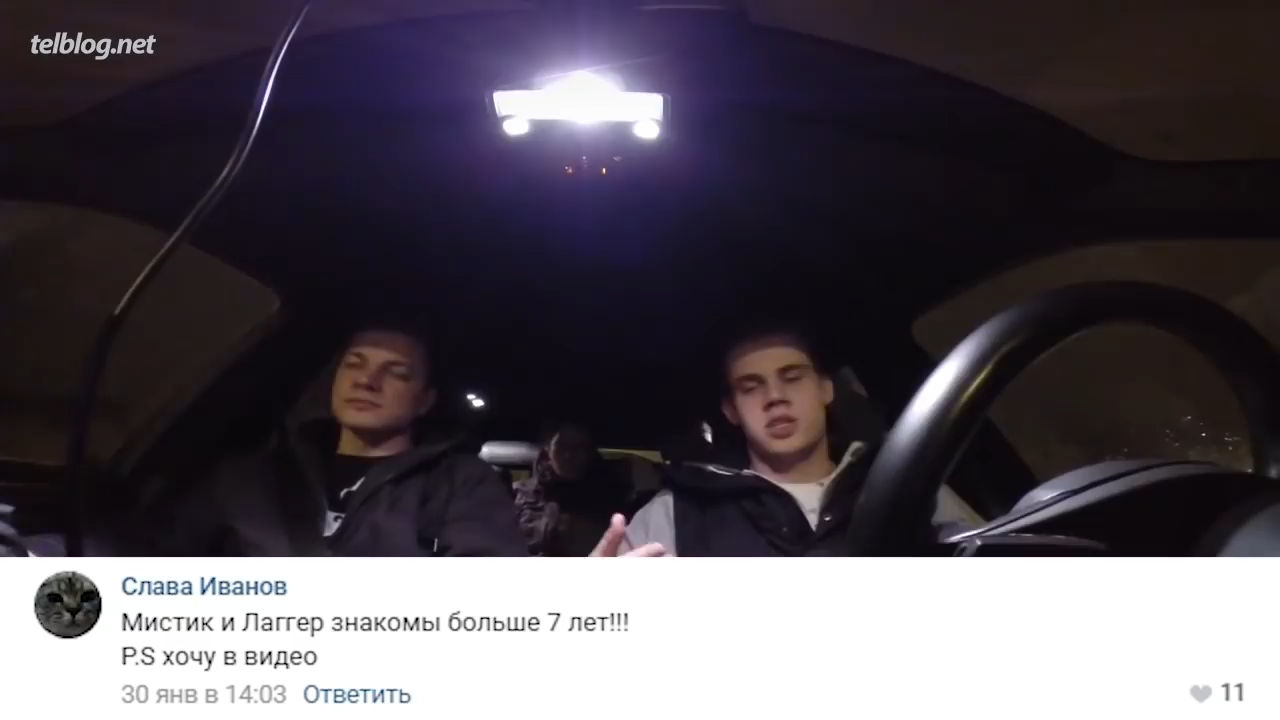 telblog.net
Слава Иванов
Мистик и Лаггер знакомы больше 7 лет!!!
P.S хочу в видео
30 янв в 14:03 Ответить
11